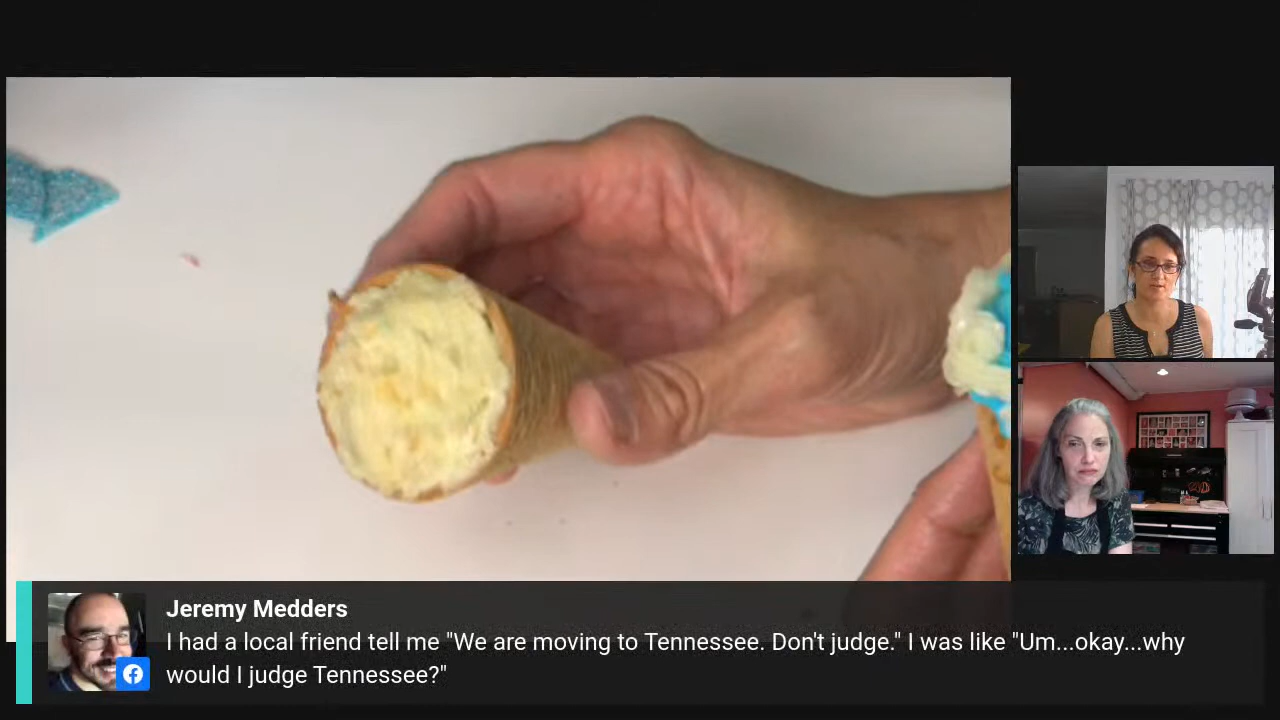 Jeremy Medders
I had a local friend tell me "We are moving to Tennessee. Don't judge." I was like "Um...okay...why
would I judge Tennessee?"